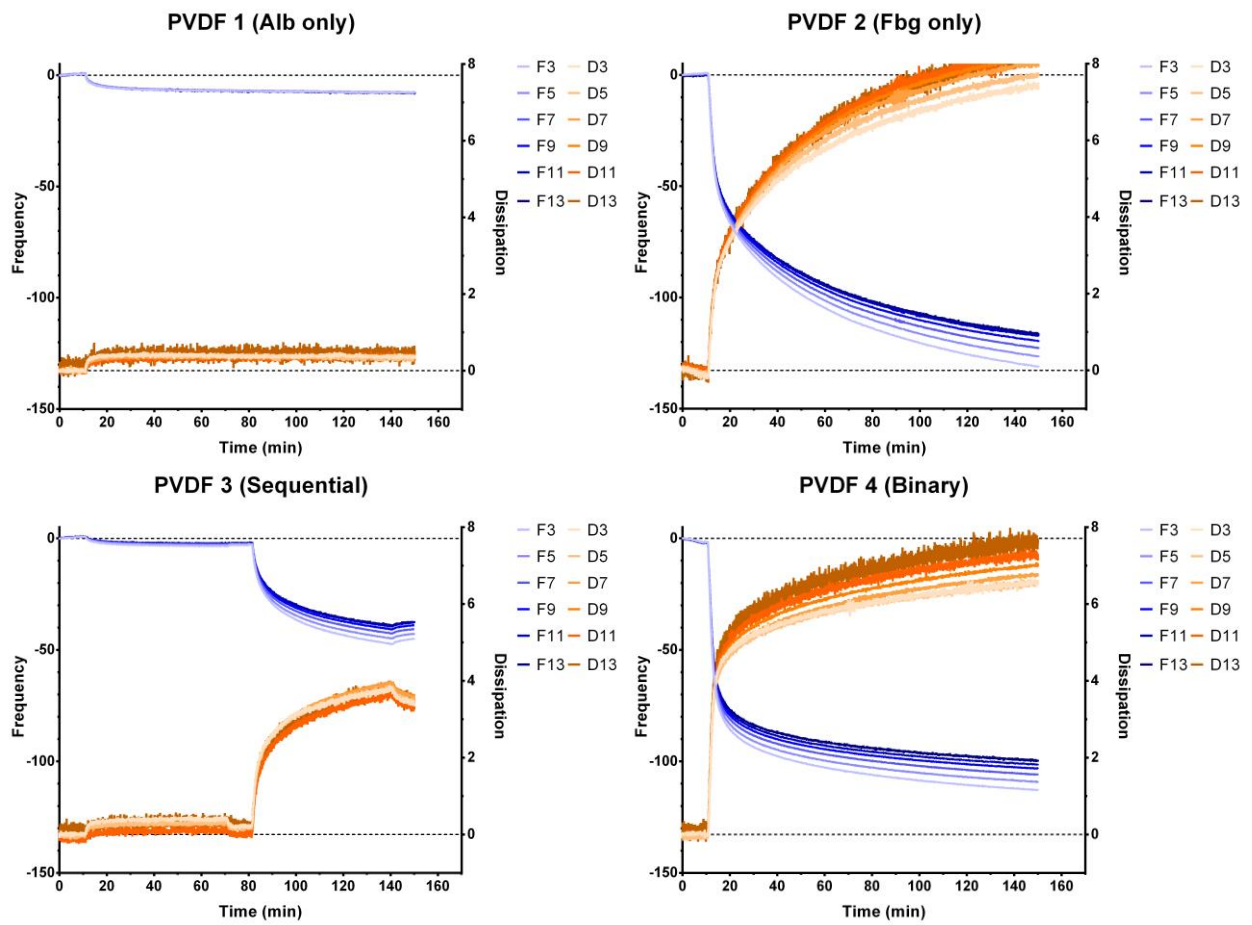 PVDF 1 (Alb only)
0
-50
-100
-150
Frequency
0 20 40 60 80 100 120 140 160
Time (min)
8
6
4
2
0
Dissipation
F3 D3
F5 D5
F7 D7
F9 D9
F11 D11
F13 D13
PVDF 2 (Fbg only)
0
-50
-100
-150
Frequency
0 20 40 60 80 100 120 140 160
Time (min)
8
6
4
2
0
Dissipation
F3 D3
F5 D5
F7 D7
F9 D9
F11 D11
F13 D13
PVDF 3 (Sequential)
0
-50
-100
-150
Frequency
0 20 40 60 80 100 120 140 160
Time (min)
8
6
4
2
0
Dissipation
F3 D3
F5 D5
F7 D7
F9 D9
F11 D11
F13 D13
PVDF 4 (Binary)
0
-50
-100
-150
Frequency
0 20 40 60 80 100 120 140 160
Time (min)
8
6
4
2
0
Dissipation
F3 D3
F5 D5
F7 D7
F9 D9
F11 D11
F13 D13